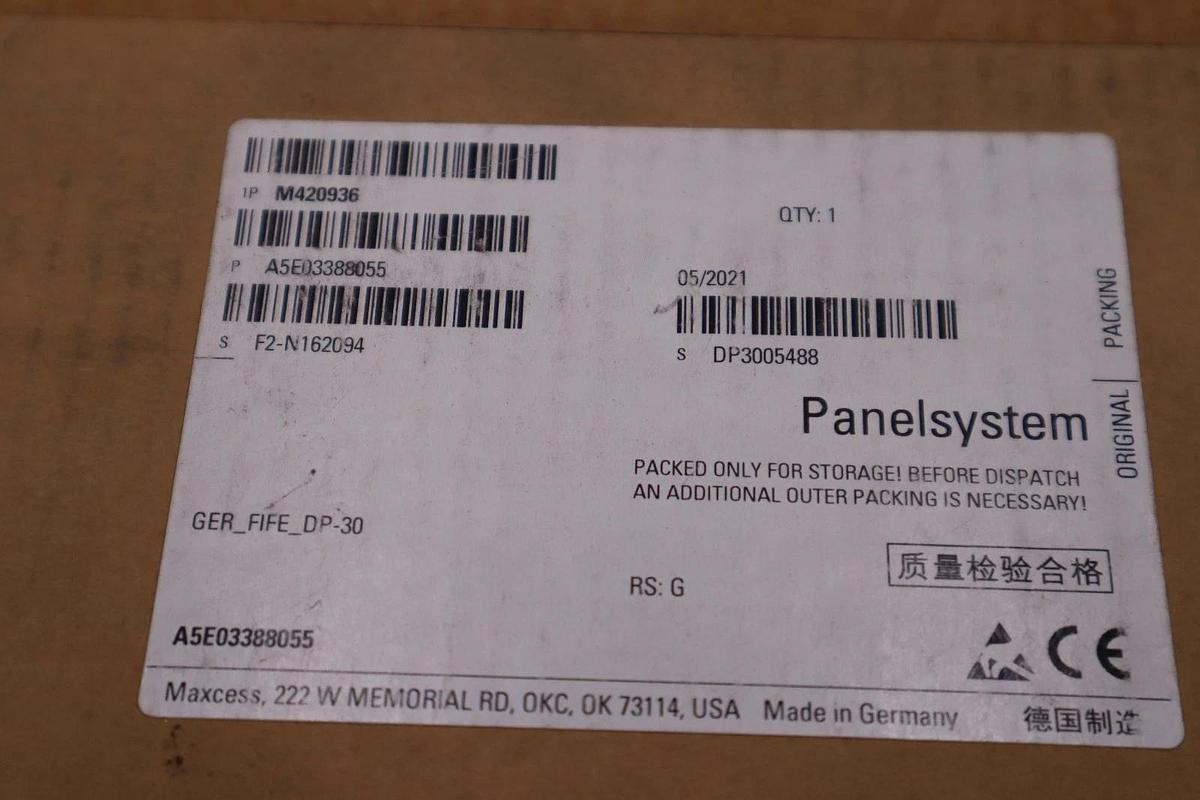 1P M420936
QTY: 1
P A5E03388055
05/2021
S F2-N162094
S DP3005488
ORIGINAL | PACKING
Panelsystem
PACKED ONLY FOR STORAGE! BEFORE DISPATCH
AN ADDITIONAL OUTER PACKING IS NECESSARY!
GER_FIFE_DP-30
质量检验合格
RS: G
A5E03388055
CE
Maxcess, 222 W MEMORIAL RD, OKC, OK 73114, USA Made in Germany 德国制造